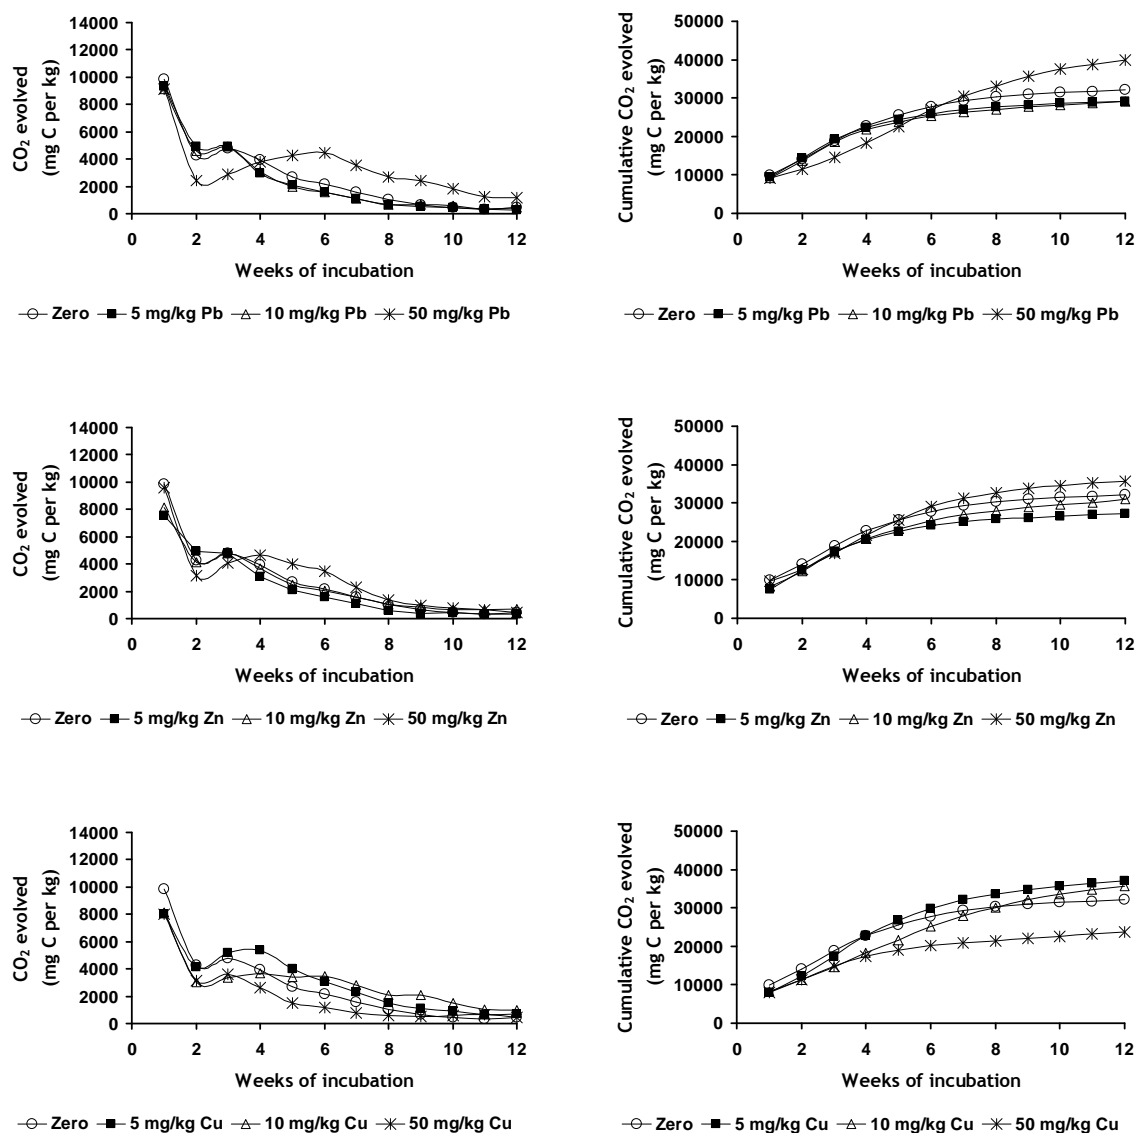 CO2 evolved
(mg C per kg)
14000
12000
10000
8000
6000
4000
2000
0
0 2 4 6 8 10 12
Weeks of incubation
Zero 5 mg/kg Pb 10 mg/kg Pb 50 mg/kg Pb
Cumulative CO2 evolved
(mg C per kg)
50000
40000
30000
20000
10000
0
0 2 4 6 8 10 12
Weeks of incubation
Zero 5 mg/kg Pb 10 mg/kg Pb 50 mg/kg Pb
CO2 evolved
(mg C per kg)
14000
12000
10000
8000
6000
4000
2000
0
0 2 4 6 8 10 12
Weeks of incubation
Zero 5 mg/kg Zn 10 mg/kg Zn 50 mg/kg Zn
Cumulative CO2 evolved
(mg C per kg)
50000
40000
30000
20000
10000
0
0 2 4 6 8 10 12
Weeks of incubation
Zero 5 mg/kg Zn 10 mg/kg Zn 50 mg/kg Zn
CO2 evolved
(mg C per kg)
14000
12000
10000
8000
6000
4000
2000
0
0 2 4 6 8 10 12
Weeks of incubation
Zero 5 mg/kg Cu 10 mg/kg Cu 50 mg/kg Cu
Cumulative CO2 evolved
(mg C per kg)
50000
40000
30000
20000
10000
0
0 2 4 6 8 10 12
Weeks of incubation
Zero 5 mg/kg Cu 10 mg/kg Cu 50 mg/kg Cu